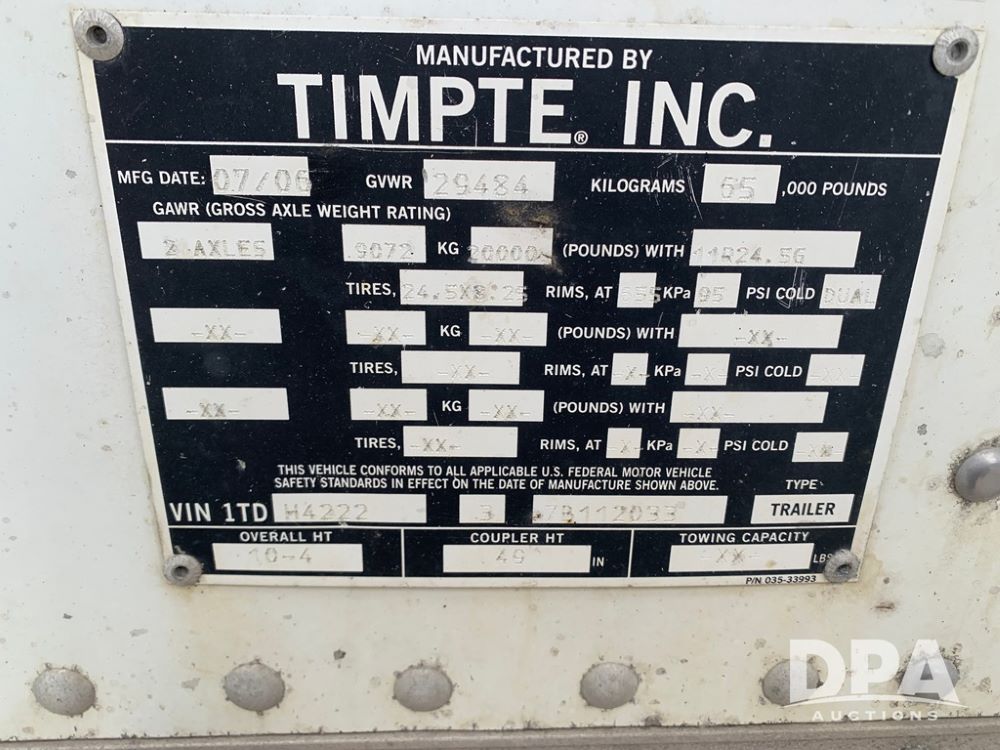 MANUFACTURED BY
TIMPTE® INC.
MFG DATE: 07/06 GVWR 29484 KILOGRAMS 65 ,000 POUNDS
GAWR (GROSS AXLE WEIGHT RATING)
2 AXLES 9072 KG 20000 (POUNDS) WITH 11R24.5G
TIRES, 24.5X8.25 RIMS, AT 655 KPa 95 PSI COLD DUAL
-XX- -XX- KG -XX- (POUNDS) WITH -XX-
TIRES, -XX- RIMS, AT -X- KPa -X- PSI COLD -XX-
-XX- -XX- KG -XX- (POUNDS) WITH -XX-
TIRES, -XX- RIMS, AT -X- KPa -X- PSI COLD -XX-
THIS VEHICLE CONFORMS TO ALL APPLICABLE U.S. FEDERAL MOTOR VEHICLE
SAFETY STANDARDS IN EFFECT ON THE DATE OF MANUFACTURE SHOWN ABOVE.
TYPE
VIN 1TD H4222 3 7B112033 TRAILER
OVERALL HT COUPLER HT TOWING CAPACITY
10-4 49 IN -XX- LBS
P/N 035-33993
DPA
AUCTIONS